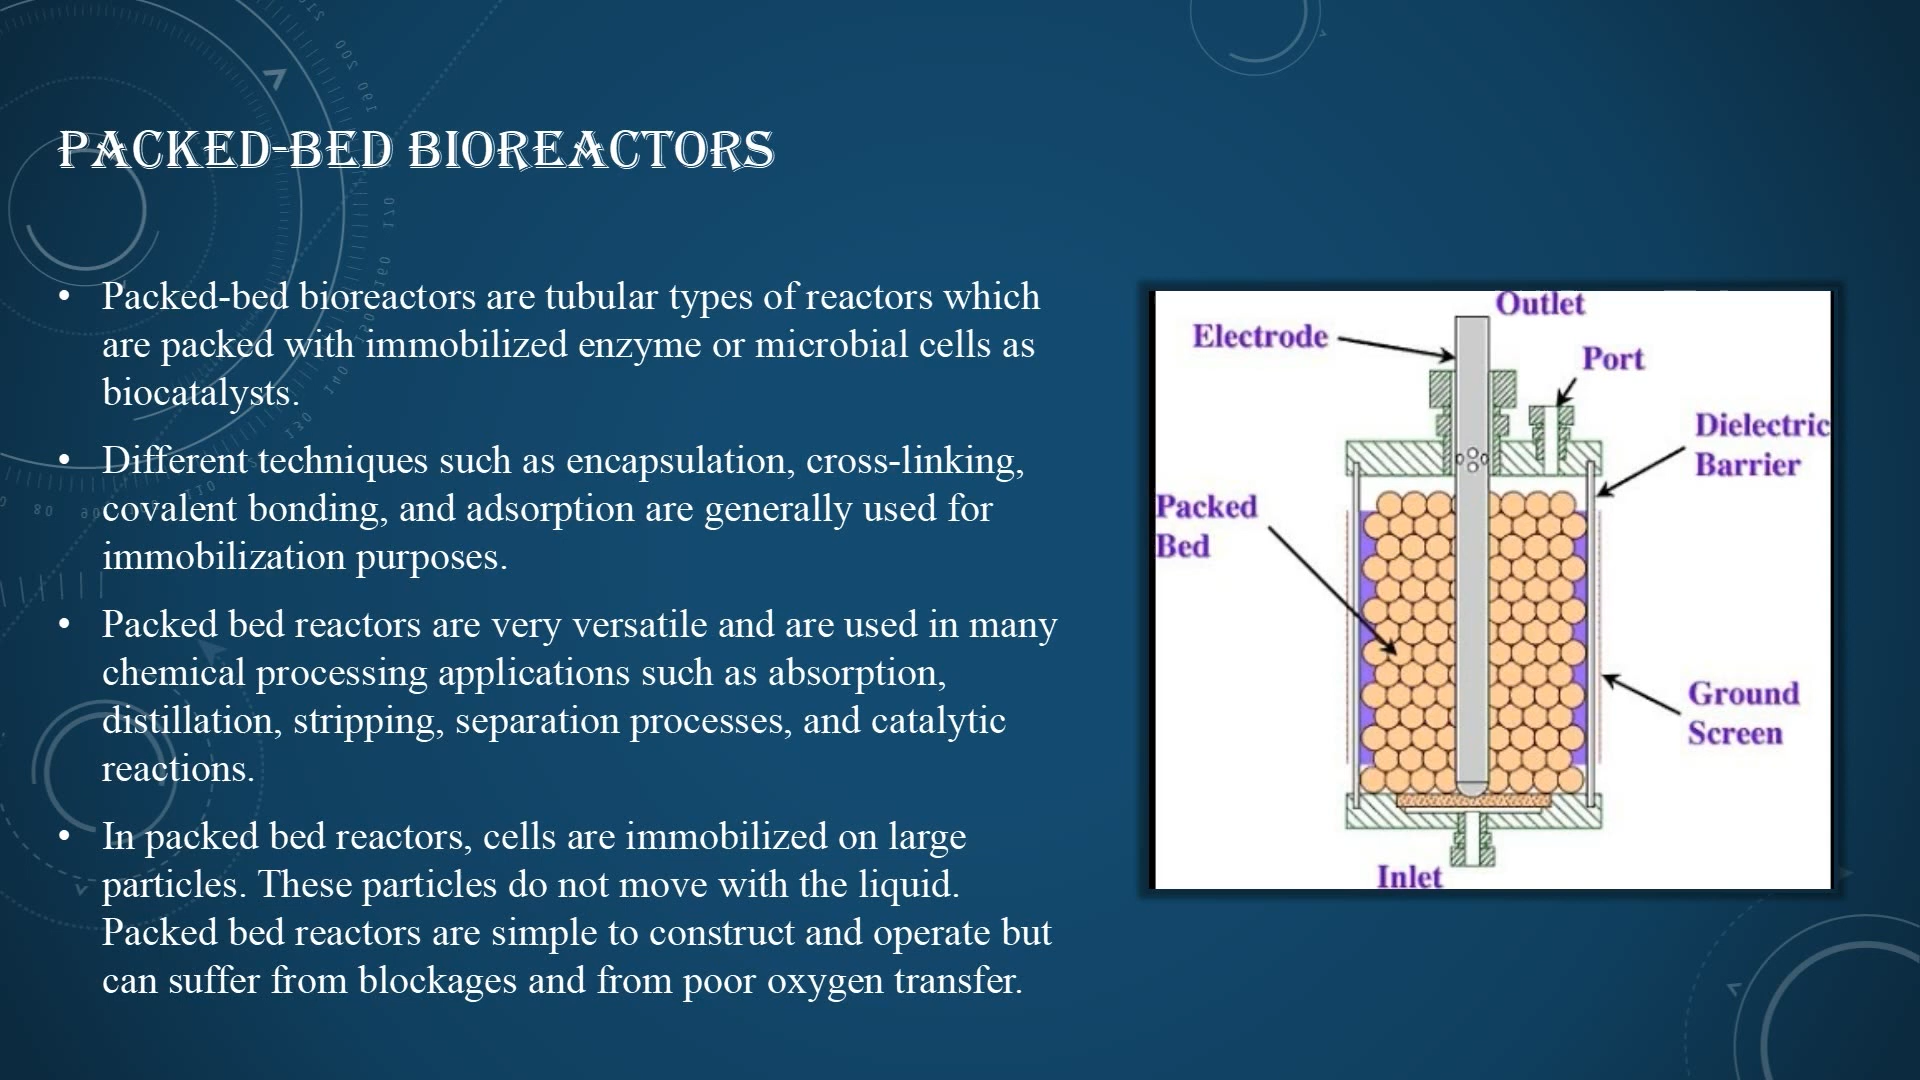 PACKED-BED BIOREACTORS
• Packed-bed bioreactors are tubular types of reactors which
are packed with immobilized enzyme or microbial cells as
biocatalysts.
• Different techniques such as encapsulation, cross-linking,
covalent bonding, and adsorption are generally used for
immobilization purposes.
• Packed bed reactors are very versatile and are used in many
chemical processing applications such as absorption,
distillation, stripping, separation processes, and catalytic
reactions.
• In packed bed reactors, cells are immobilized on large
particles. These particles do not move with the liquid.
Packed bed reactors are simple to construct and operate but
can suffer from blockages and from poor oxygen transfer.
Outlet
Electrode
Port
Dielectric
Barrier
Packed
Bed
Ground
Screen
Inlet